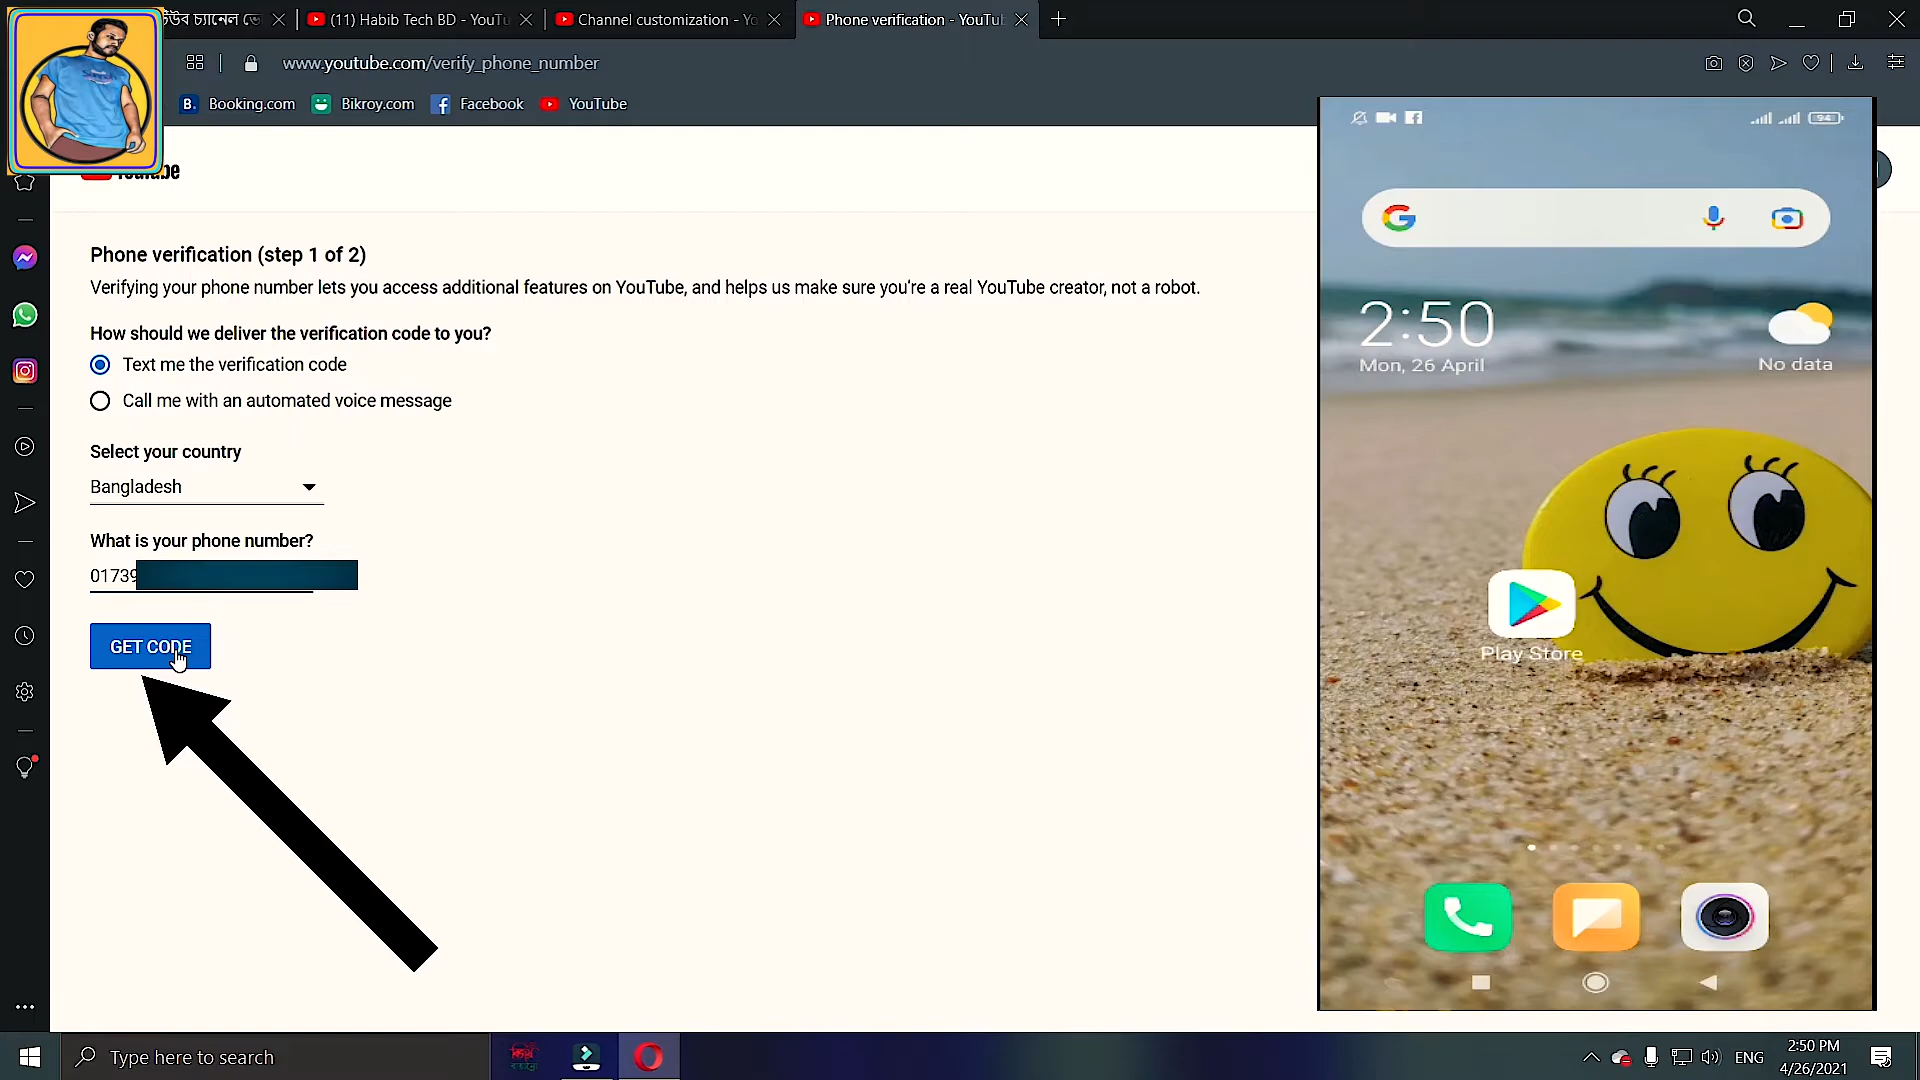 উব চ্যানেল ভে
(11) Habib Tech BD - YouTu
Channel customization - Yo
Phone verification - YouTub
www.youtube.com/verify_phone_number
B. Booking.com
Bikroy.com
Facebook
YouTube
94
YouTube
Phone verification (step 1 of 2)
Verifying your phone number lets you access additional features on YouTube, and helps us make sure you're a real YouTube creator, not a robot.
How should we deliver the verification code to you?
Text me the verification code
Call me with an automated voice message
Select your country
Bangladesh
What is your phone number?
01739
GET CODE
2:50
Mon, 26 April
No data
Play Store
Type here to search
ENG
2:50 PM
4/26/2021